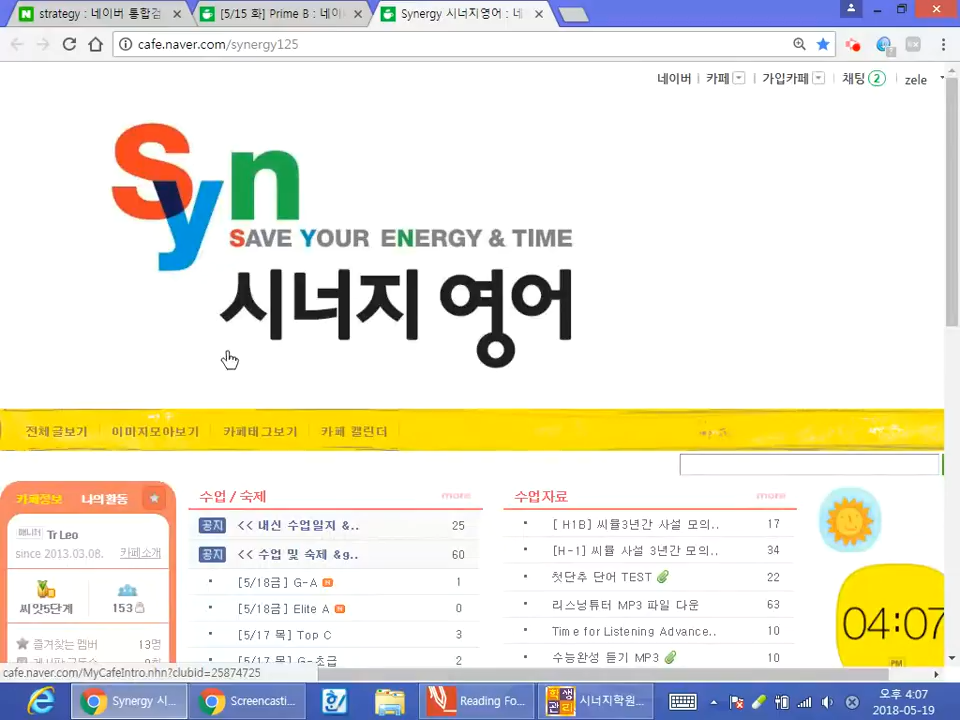 strategy : 네이버 통합검
[5/15 화] Prime B : 네이
Synergy 시너지영어 : 네
cafe.naver.com/synergy125
네이버 카페 가입카페 채팅 2 zele
Syn
SAVE YOUR ENERGY & TIME
시너지 영어
전체글보기 이미지모아보기 카페태그보기 카페 캘린더
카페정보 나의활동
매니저 Tr Leo
since 2013.03.08. 카페소개
씨앗5단계 153
즐겨찾는 멤버 13명
수업 / 숙제 more
공지 << 내신 수업일지 &.. 25
공지 << 수업 및 숙제 &g.. 60
[5/18금] G-A N 1
[5/18금] Elite A N 0
[5/17 목] Top C 3
[5/17 목] G-초급 2
수업자료 more
[ H1B] 씨뮬3년간 사설 모의.. 17
[H-1] 씨뮬 사설 3년간 모의.. 34
첫단추 단어 TEST 22
리스닝튜터 MP3 파일 다운 63
Time for Listening Advance.. 10
수능완성 듣기 MP3 10
04:07
PM
cafe.naver.com/MyCafeIntro.nhn?clubid=25874725
Synergy 시...
Screencasti...
Reading Fo...
학생관리
시너지학원...
오후 4:07
2018-05-19